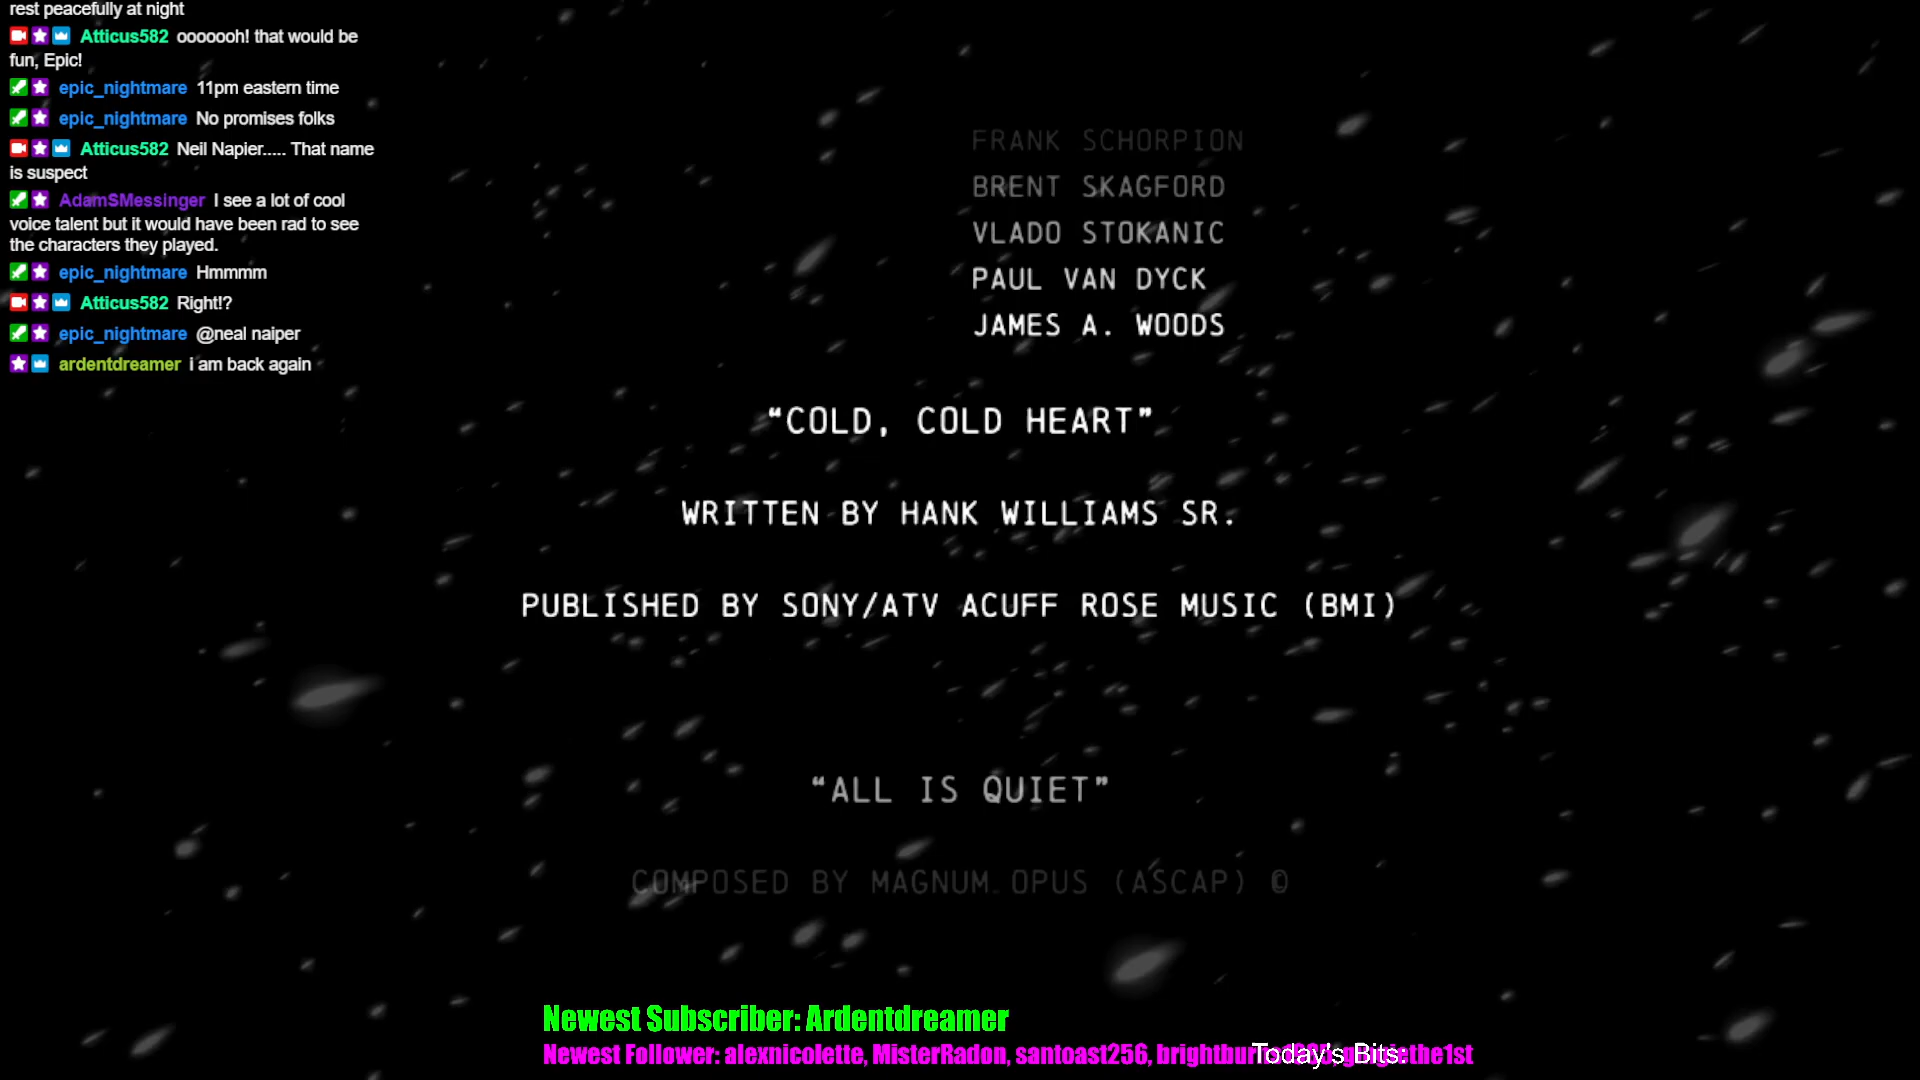 rest peacefully at night
Atticus582 ooooooh! that would be
fun, Epic!
epic_nightmare 11pm eastern time
epic_nightmare No promises folks
Atticus582 Neil Napier..... That name
is suspect
AdamSMessinger I see a lot of cool
voice talent but it would have been rad to see
the characters they played.
epic_nightmare Hmmmm
Atticus582 Right!?
epic_nightmare @neal naiper
ardentdreamer i am back again
FRANK SCHORPION
BRENT SKAGFORD
VLADO STOKANIC
PAUL VAN DYCK
JAMES A. WOODS
“COLD, COLD HEART”
WRITTEN BY HANK WILLIAMS SR.
PUBLISHED BY SONY/ATV ACUFF ROSE MUSIC (BMI)
“ALL IS QUIET”
COMPOSED BY MAGNUM OPUS (ASCAP) ©
Newest Subscriber: Ardentdreamer
Newest Follower: alexnicolette, MisterRadon, santoast256,
Today's Bits: